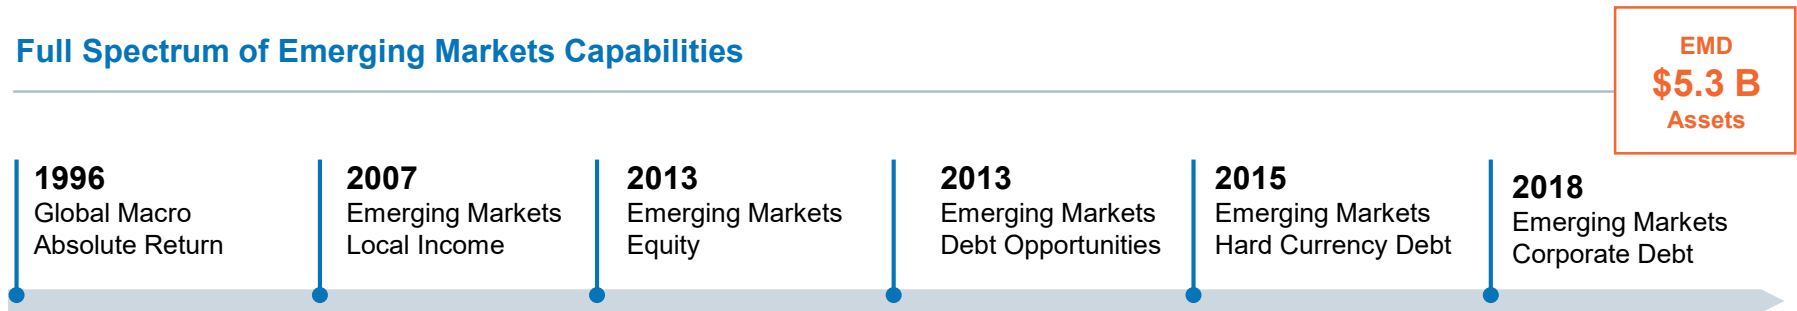 Full Spectrum of Emerging Markets Capabilities
EMD
$5.3 B
Assets
1996
Global Macro
Absolute Return
2007
Emerging Markets
Local Income
2013
Emerging Markets
Equity
2013
Emerging Markets
Debt Opportunities
2015
Emerging Markets
Hard Currency Debt
2018
Emerging Markets
Corporate Debt